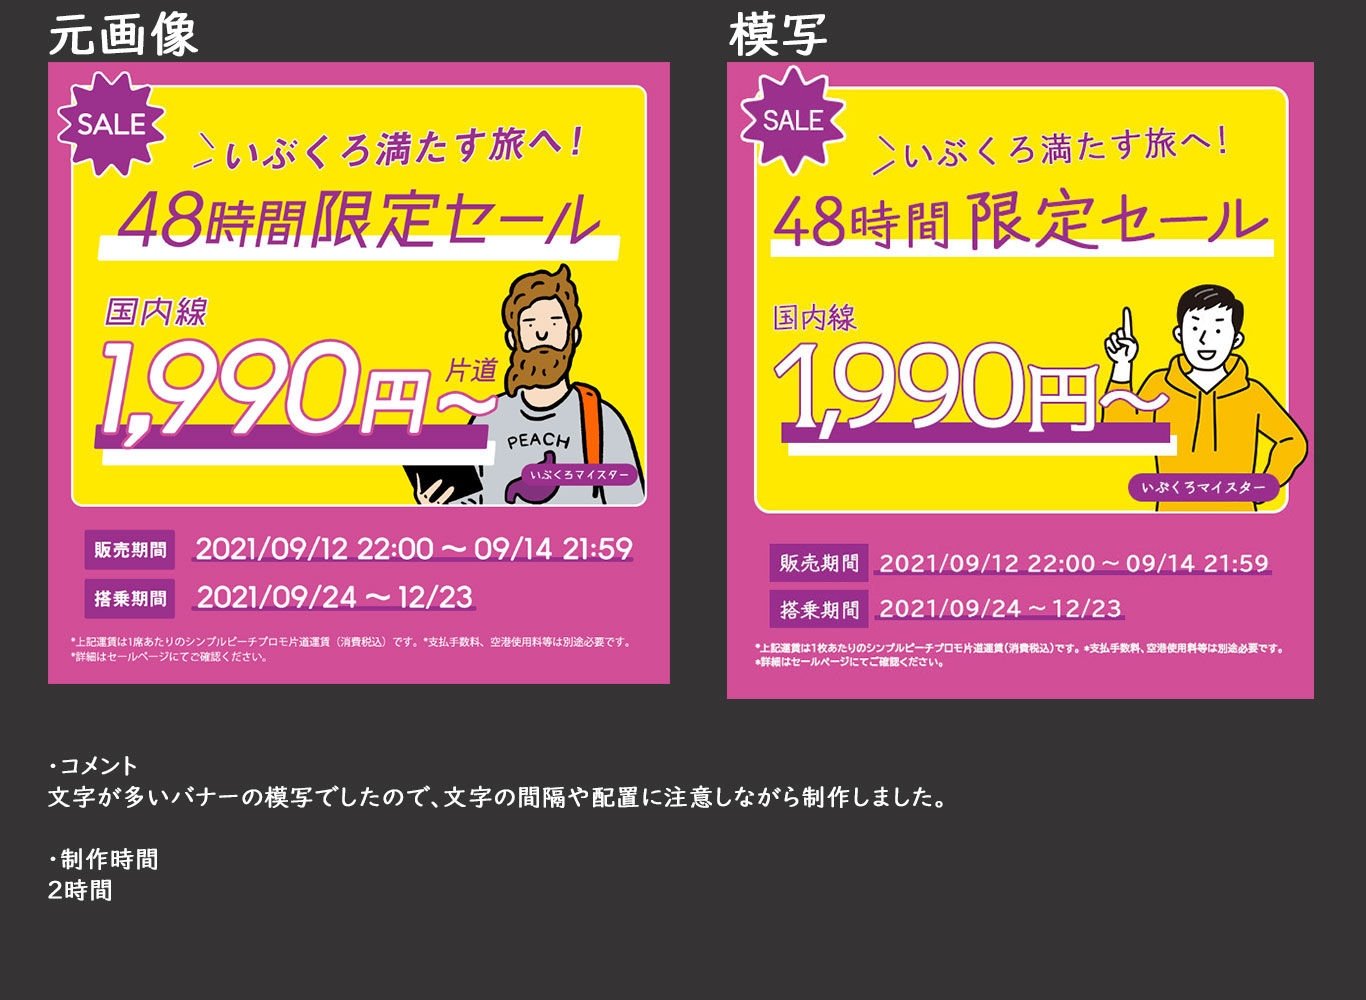 元画像
模写
SALE
いぶくろ満たす旅へ!
48時間限定セール
国内線
1,990円~
片道
PEACH
いぶくろマイスター
販売期間
2021/09/12 22:00 ~ 09/14 21:59
搭乗期間
2021/09/24 ~ 12/23
*上記運賃は1席あたりのシンプルピーチプロモ片道運賃（消費税込）です。*支払手数料、空港使用料等は別途必要です。
*詳細はセールページにてご確認ください。
SALE
いぶくろ満たす旅へ!
48時間限定セール
国内線
1,990円~
いぶくろマイスター
販売期間
2021/09/12 22:00 ~ 09/14 21:59
搭乗期間
2021/09/24 ~ 12/23
*上記運賃は1枚あたりのシンプルピーチプロモ片道運賃(消費税込)です。*支払手数料、空港使用料等は別途必要です。
*詳細はセールページにてご確認ください。
・コメント
文字が多いバナーの模写でしたので、文字の間隔や配置に注意しながら制作しました。
・制作時間
2時間